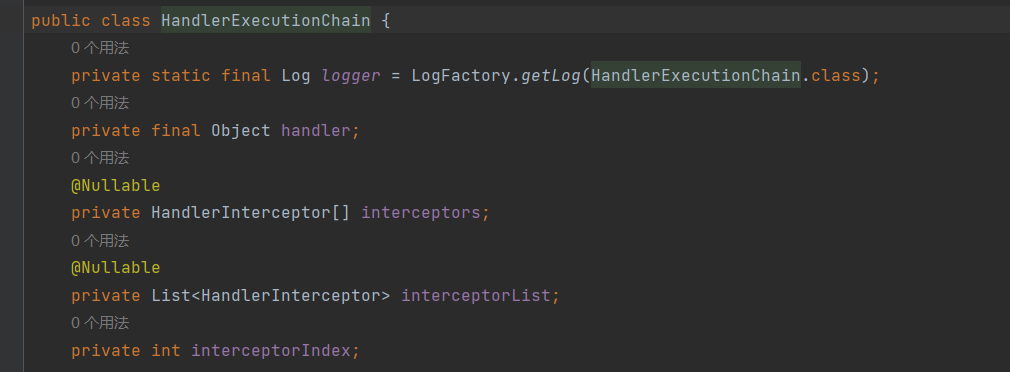 public class HandlerExecutionChain {
0 个用法
private static final Log logger = LogFactory.getLog(HandlerExecutionChain.class);
0 个用法
private final Object handler;
0 个用法
@Nullable
private HandlerInterceptor[] interceptors;
0 个用法
@Nullable
private List<HandlerInterceptor> interceptorList;
0 个用法
private int interceptorIndex;